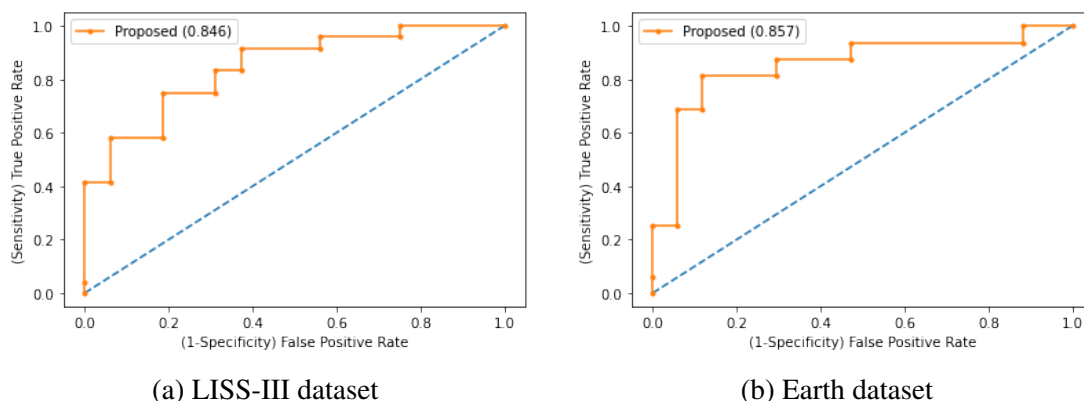 Proposed (0.846)
(Sensitivity) True Positive Rate
1.0
0.8
0.6
0.4
0.2
0.0
0.0 0.2 0.4 0.6 0.8 1.0
(1-Specificity) False Positive Rate
(a) LISS-III dataset
Proposed (0.857)
(Sensitivity) True Positive Rate
1.0
0.8
0.6
0.4
0.2
0.0
0.0 0.2 0.4 0.6 0.8 1.0
(1-Specificity) False Positive Rate
(b) Earth dataset